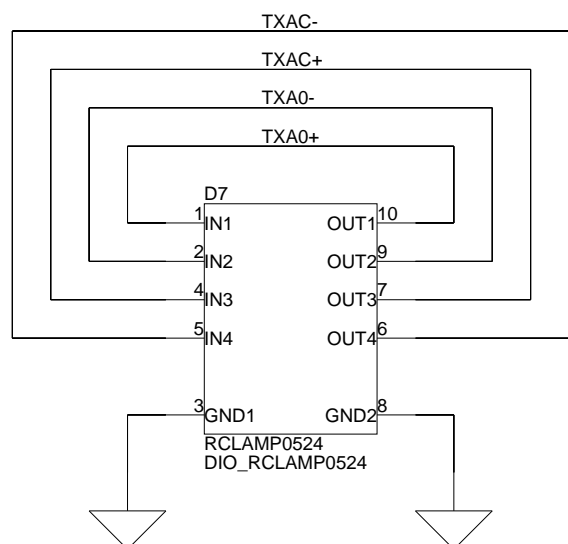 TXAC-
TXAC+
TXA0-
TXA0+
D7
1 IN1 OUT1 10
2 IN2 OUT2 9
4 IN3 OUT3 7
5 IN4 OUT4 6
3 GND1 GND2 8
RCLAMP0524
DIO_RCLAMP0524